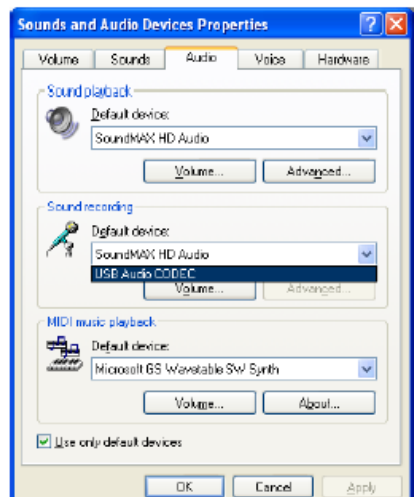 Sounds and Audio Devices Properties
Volume Sounds Audio Voice Hardware
Sound playback
Default device:
SoundMAX HD Audio
Volume... Advanced...
Sound recording
Default device:
SoundMAX HD Audio
USB Audio CODEC
Volume... Advanced...
MIDI music playback
Default device:
Microsoft GS Wavetable SW Synth
Volume... About...
Use only default devices
OK Cancel Apply